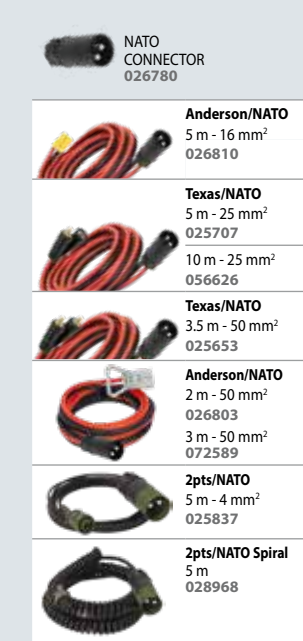 NATO
CONNECTOR
026780
Anderson/NATO
5 m - 16 mm²
026810
Texas/NATO
5 m - 25 mm²
025707
10 m - 25 mm²
056626
Texas/NATO
3.5 m - 50 mm²
025653
Anderson/NATO
2 m - 50 mm²
026803
3 m - 50 mm²
072589
2pts/NATO
5 m - 4 mm²
025837
2pts/NATO Spiral
5 m
028968